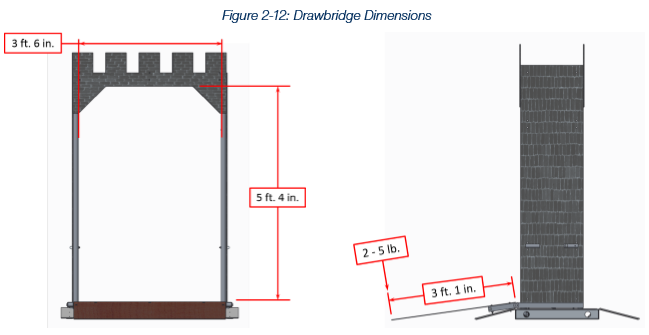 Figure 2-12: Drawbridge Dimensions
3 ft. 6 in.
5 ft. 4 in.
2 - 5 lb.
3 ft. 1 in.